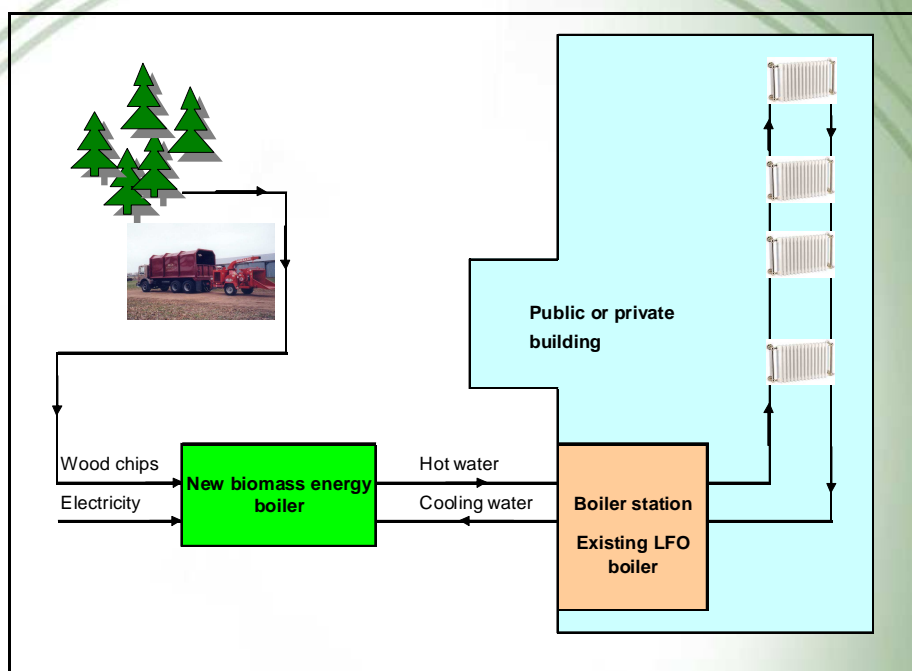 Public or private
building
Wood chips
Electricity
New biomass energy
boiler
Hot water
Cooling water
Boiler station
Existing LFO
boiler